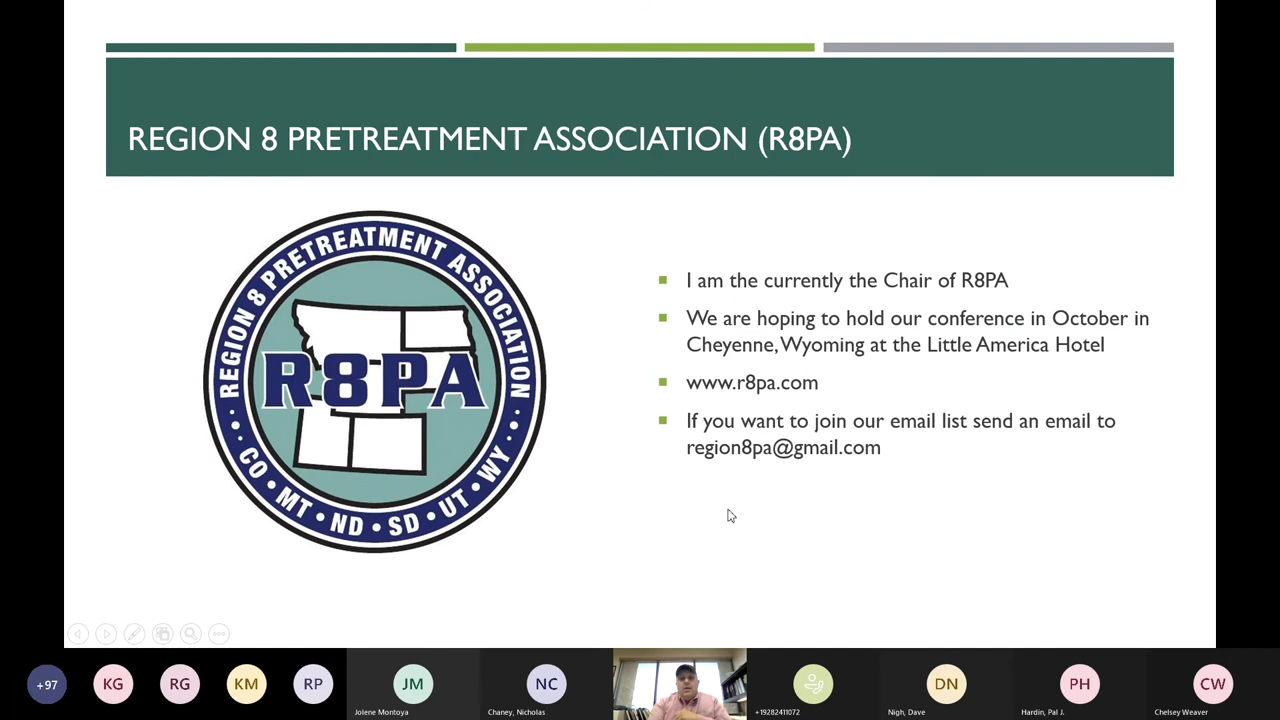 REGION 8 PRETREATMENT ASSOCIATION (R8PA)
REGION 8 PRETREATMENT ASSOCIATION
R8PA
CO • MT • ND • SD • UT • WY
I am the currently the Chair of R8PA
We are hoping to hold our conference in October in
Cheyenne, Wyoming at the Little America Hotel
www.r8pa.com
If you want to join our email list send an email to
region8pa@gmail.com
+97
KG
RG
KM
RP
JM
Jolene Montoya
NC
Chaney, Nicholas
+19282411072
DN
Nigh, Dave
PH
Hardin, Pal J.
CW
Chelsey Weaver